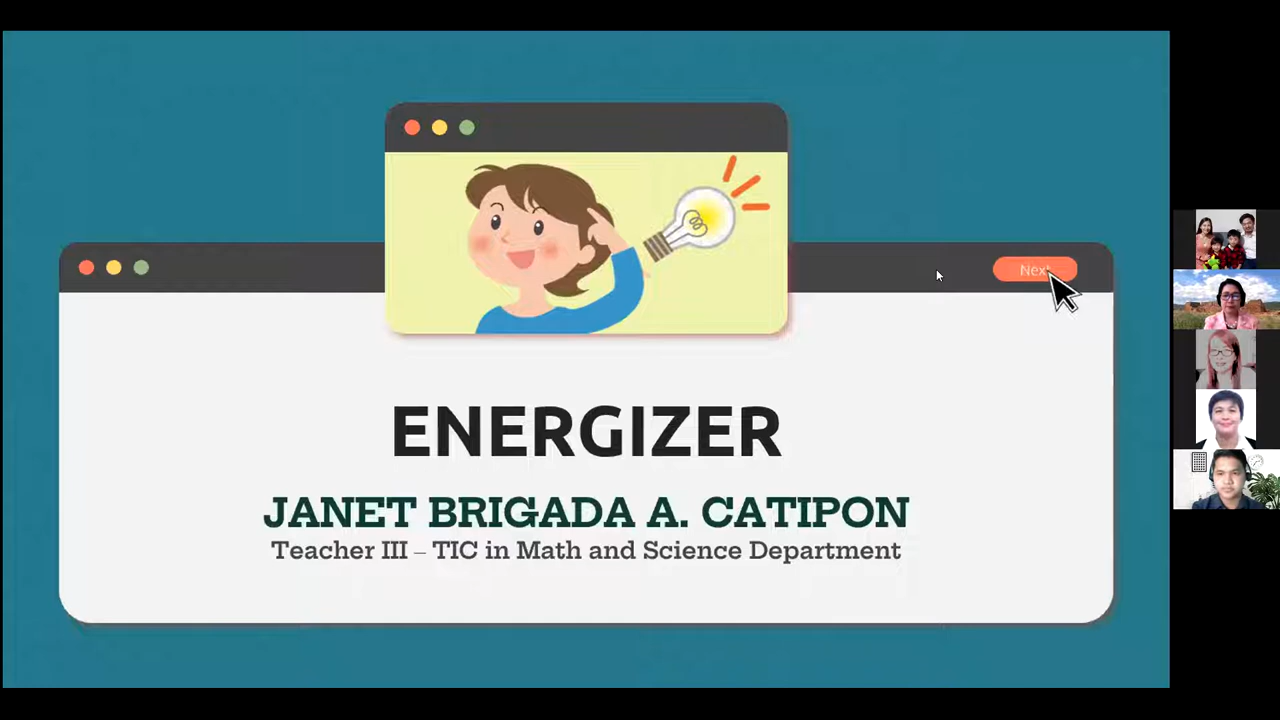 Next
ENERGIZER
JANET BRIGADA A. CATIPON
Teacher III – TIC in Math and Science Department